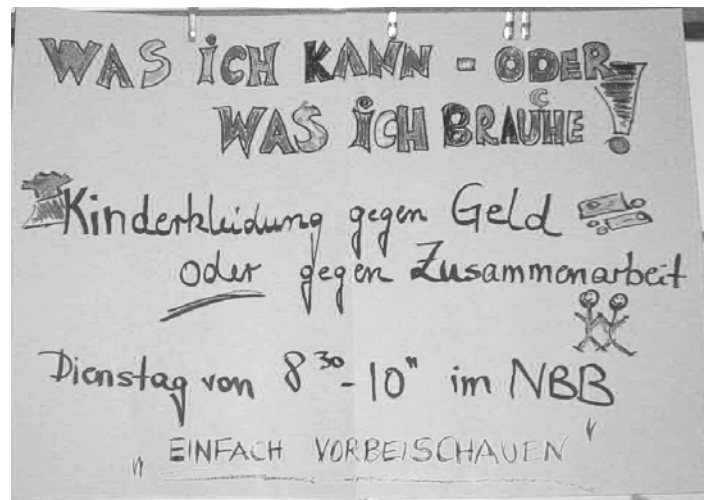 WAS iCH KANN - ODER
WAS iCH BRAUCHE!
Kinderkleidung gegen Geld
oder gegen Zusammenarbeit
Dienstag von 8³⁰-10" im NBB
"EINFACH VORBEISCHAUEN"